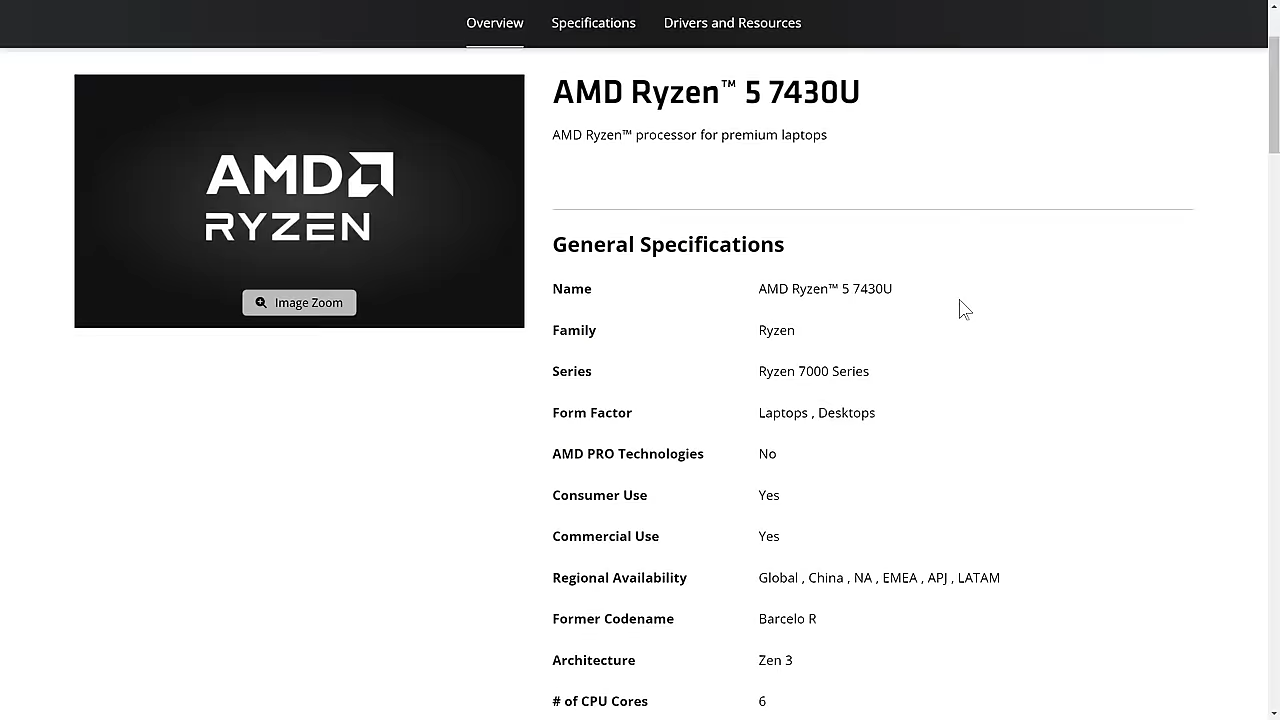 Overview Specifications Drivers and Resources
AMD Ryzen™ 5 7430U
AMD Ryzen™ processor for premium laptops
AMD
RYZEN
Image Zoom
General Specifications
Name AMD Ryzen™ 5 7430U
Family Ryzen
Series Ryzen 7000 Series
Form Factor Laptops , Desktops
AMD PRO Technologies No
Consumer Use Yes
Commercial Use Yes
Regional Availability Global , China , NA , EMEA , APJ , LATAM
Former Codename Barcelo R
Architecture Zen 3
# of CPU Cores 6